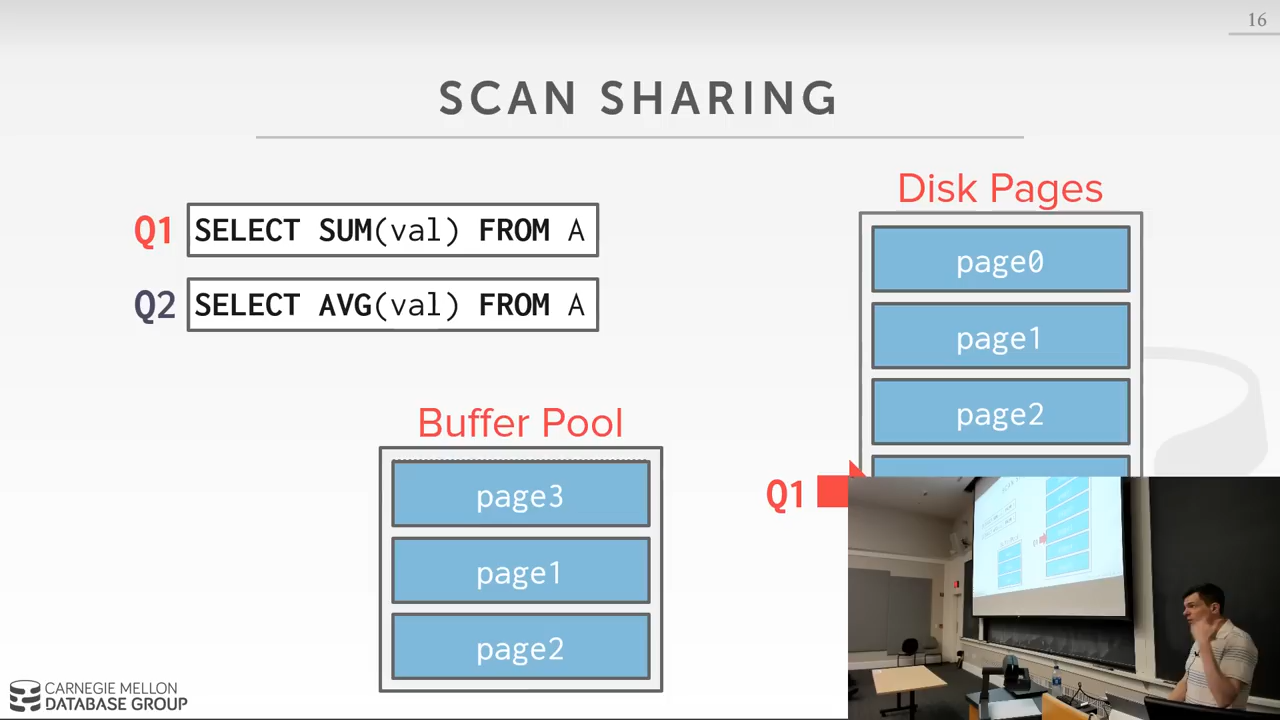 16
SCAN SHARING
Disk Pages
Q1 SELECT SUM(val) FROM A
page0
Q2 SELECT AVG(val) FROM A
page1
page2
Buffer Pool
page3
Q1
page1
page2
CARNEGIE MELLON
DATABASE GROUP